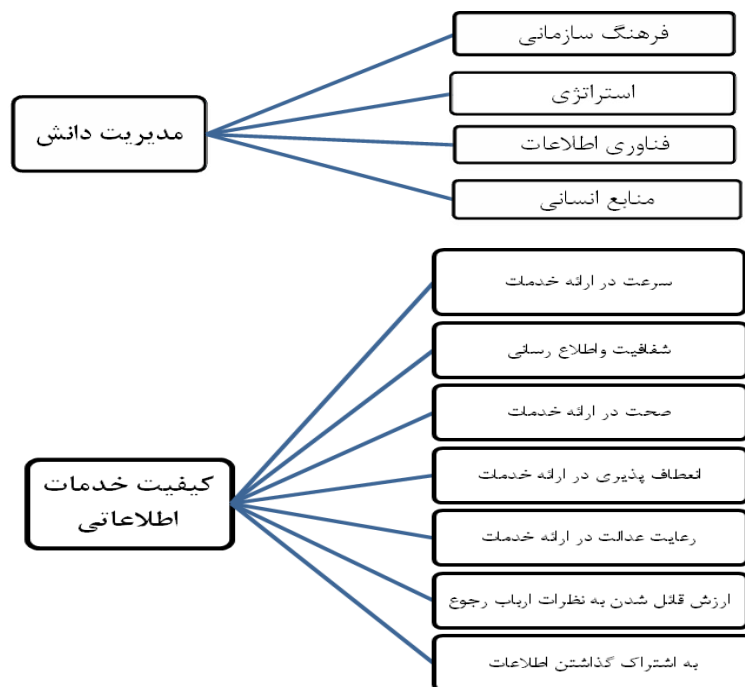 فرهنگ سازمانی
استراتژی
مدیریت دانش
فناوری اطلاعات
منابع انسانی
سرعت در ارائه خدمات
شفافیت واطلاع رسانی
صحت در ارائه خدمات
کیفیت خدمات
اطلاعاتی
انعطاف پذیری در ارائه خدمات
رعایت عدالت در ارائه خدمات
ارزش قائل شدن به نظرات ارباب رجوع
به اشتراک گذاشتن اطلاعات